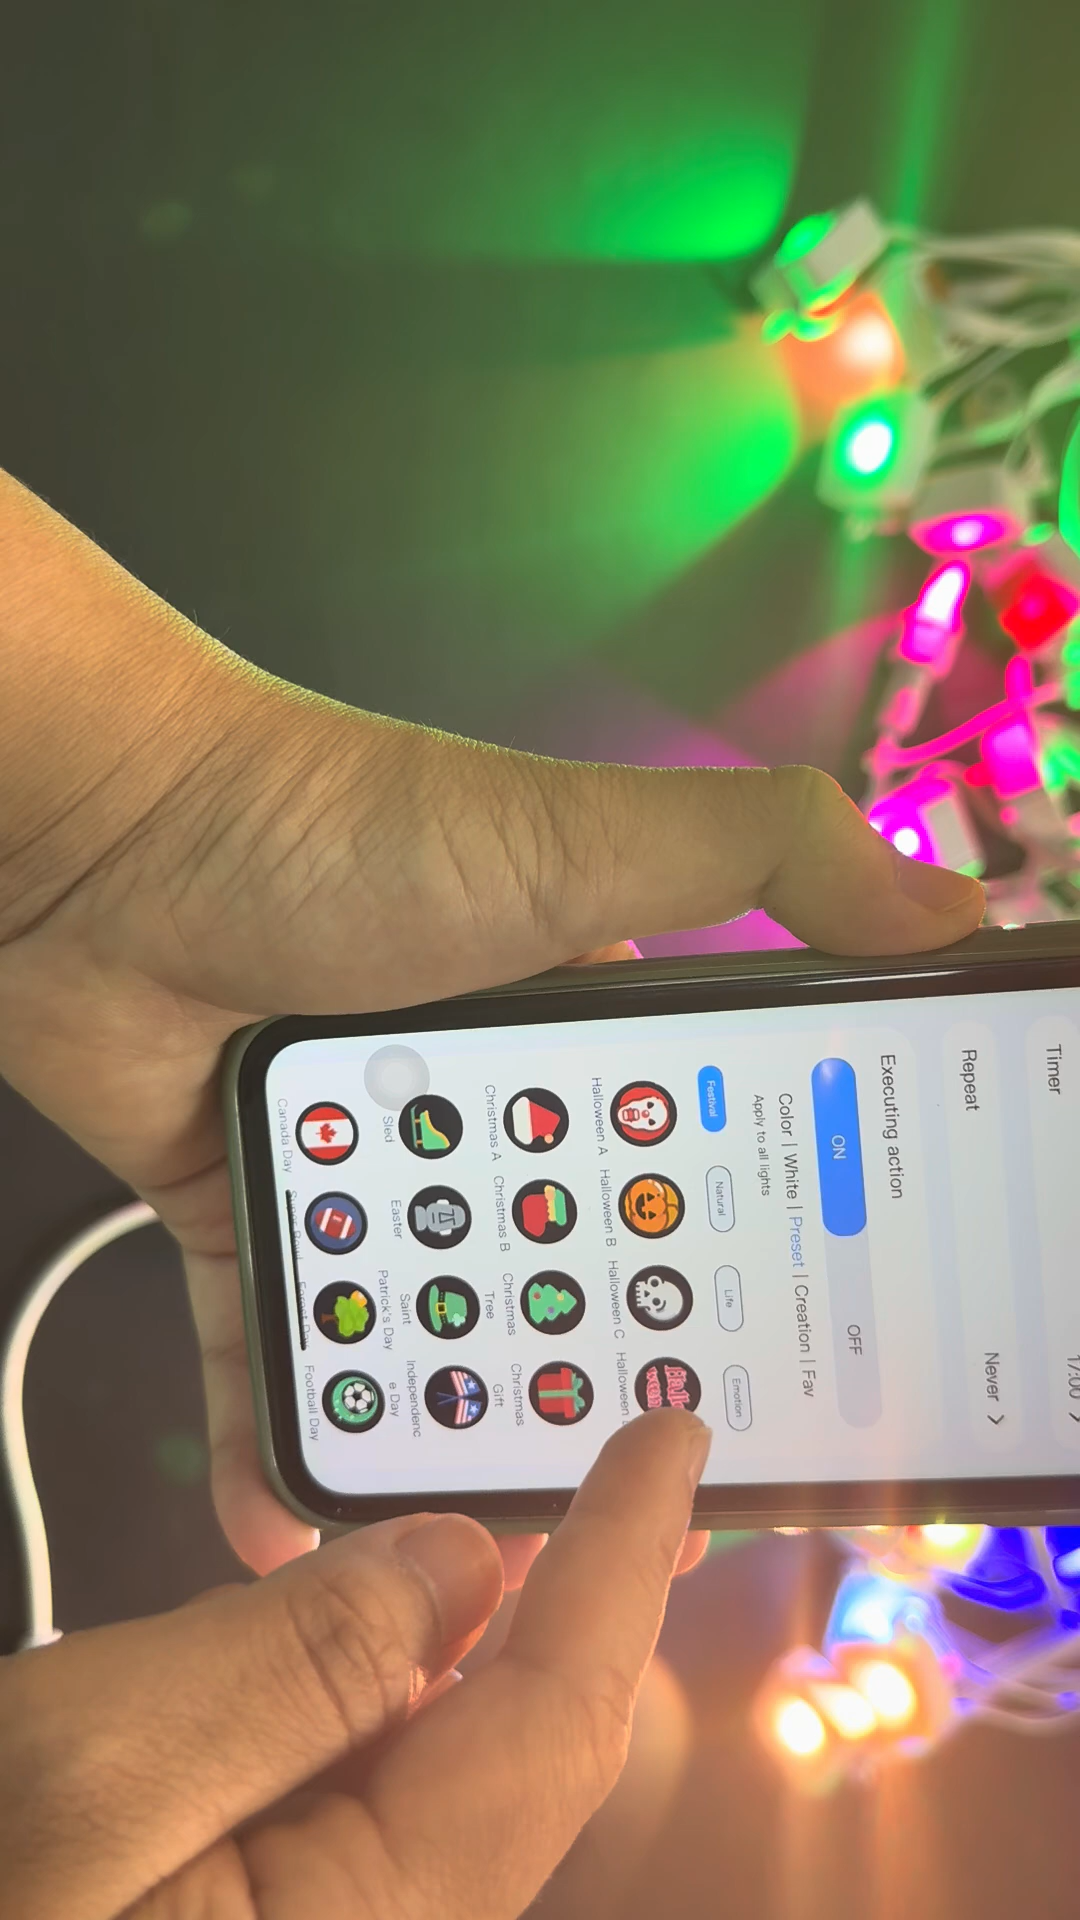 Timer
17:00
Repeat
Never
Executing action
ON
OFF
Color | White | Preset | Creation | Fav
Apply to all lights
Festival
Natural
Life
Emotion
Halloween A
Halloween B
Halloween C
Halloween
Christmas A
Christmas B
Christmas
Tree
Christmas
Gift
Sled
Easter
Saint
Patrick's Day
Independenc
e Day
Canada Day
Football Day